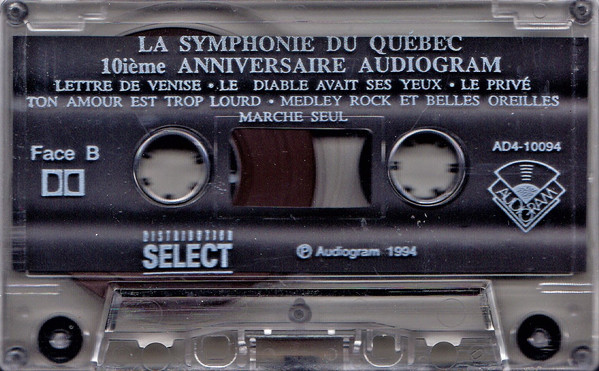 LA SYMPHONIE DU QUÉBEC
10ième ANNIVERSAIRE AUDIOGRAM
LETTRE DE VENISE • LE DIABLE AVAIT SES YEUX • LE PRIVÉ
TON AMOUR EST TROP LOURD • MEDLEY ROCK ET BELLES OREILLES
MARCHE SEUL
Face B
AD4-10094
AUDIOGRAM
DISTRIBUTION
SELECT
Ⓟ Audiogram 1994